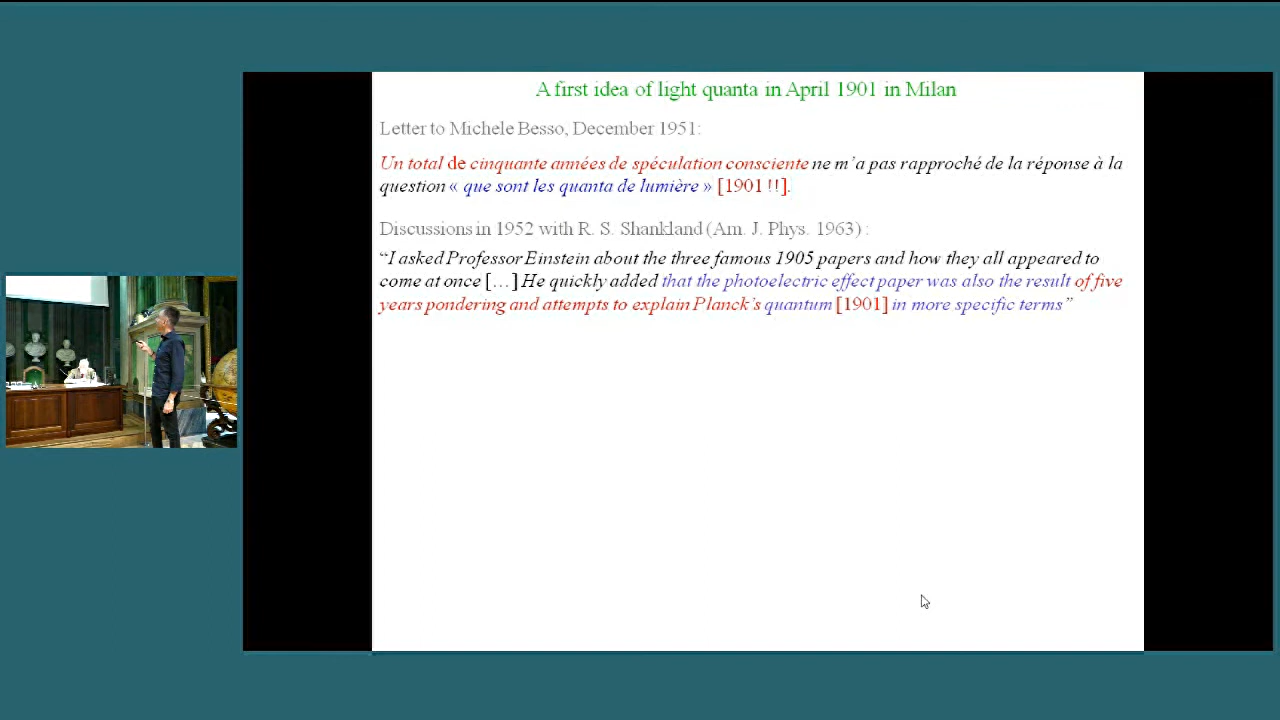 A first idea of light quanta in April 1901 in Milan
Letter to Michele Besso, December 1951:
Un total de cinquante années de spéculation consciente ne m’a pas rapproché de la réponse à la
question « que sont les quanta de lumière » [1901 !!].
Discussions in 1952 with R. S. Shankland (Am. J. Phys. 1963) :
“I asked Professor Einstein about the three famous 1905 papers and how they all appeared to
come at once […] He quickly added that the photoelectric effect paper was also the result of five
years pondering and attempts to explain Planck’s quantum [1901] in more specific terms”